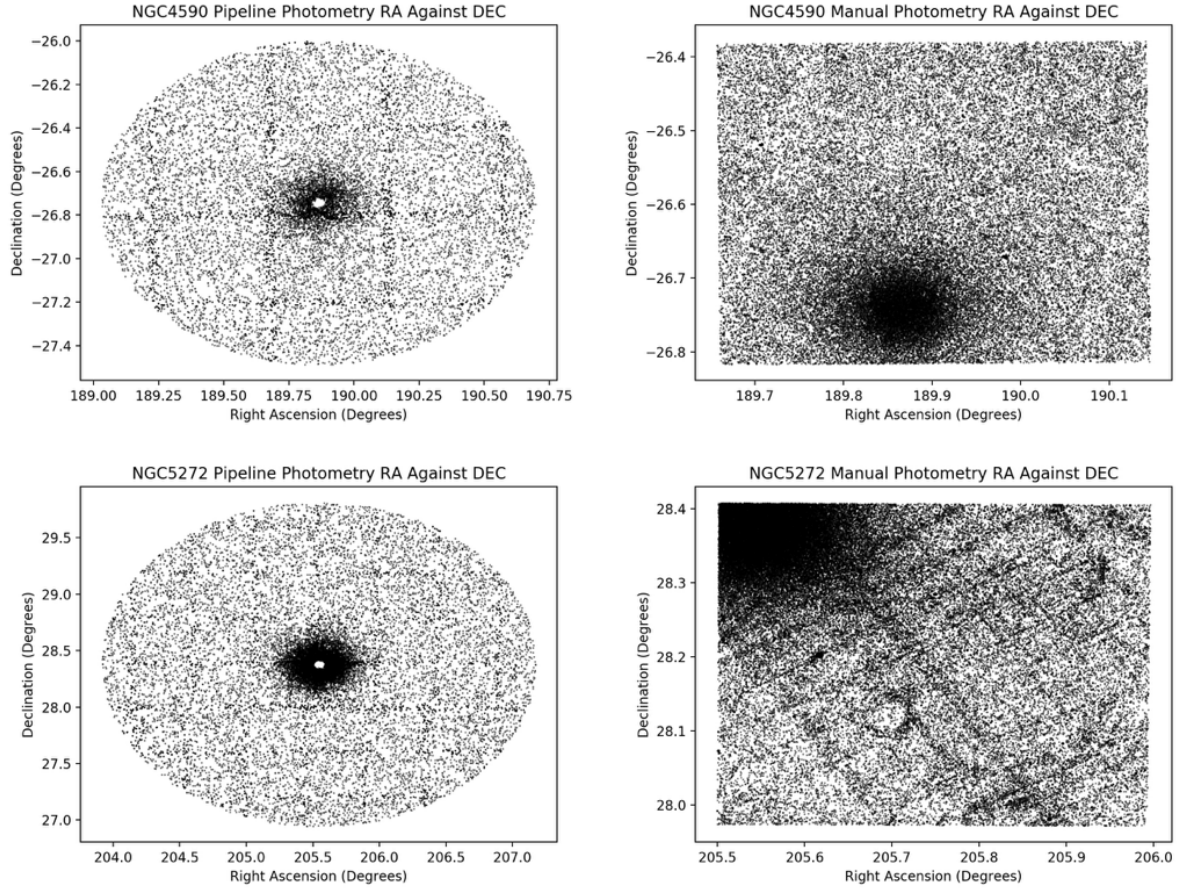 NGC4590 Pipeline Photometry RA Against DEC
−26.0
−26.2
−26.4
−26.6
−26.8
−27.0
−27.2
−27.4
Declination (Degrees)
189.00 189.25 189.50 189.75 190.00 190.25 190.50 190.75
Right Ascension (Degrees)
NGC4590 Manual Photometry RA Against DEC
−26.4
−26.5
−26.6
−26.7
−26.8
Declination (Degrees)
189.7 189.8 189.9 190.0 190.1
Right Ascension (Degrees)
NGC5272 Pipeline Photometry RA Against DEC
29.5
29.0
28.5
28.0
27.5
27.0
Declination (Degrees)
204.0 204.5 205.0 205.5 206.0 206.5 207.0
Right Ascension (Degrees)
NGC5272 Manual Photometry RA Against DEC
28.4
28.3
28.2
28.1
28.0
Declination (Degrees)
205.5 205.6 205.7 205.8 205.9 206.0
Right Ascension (Degrees)